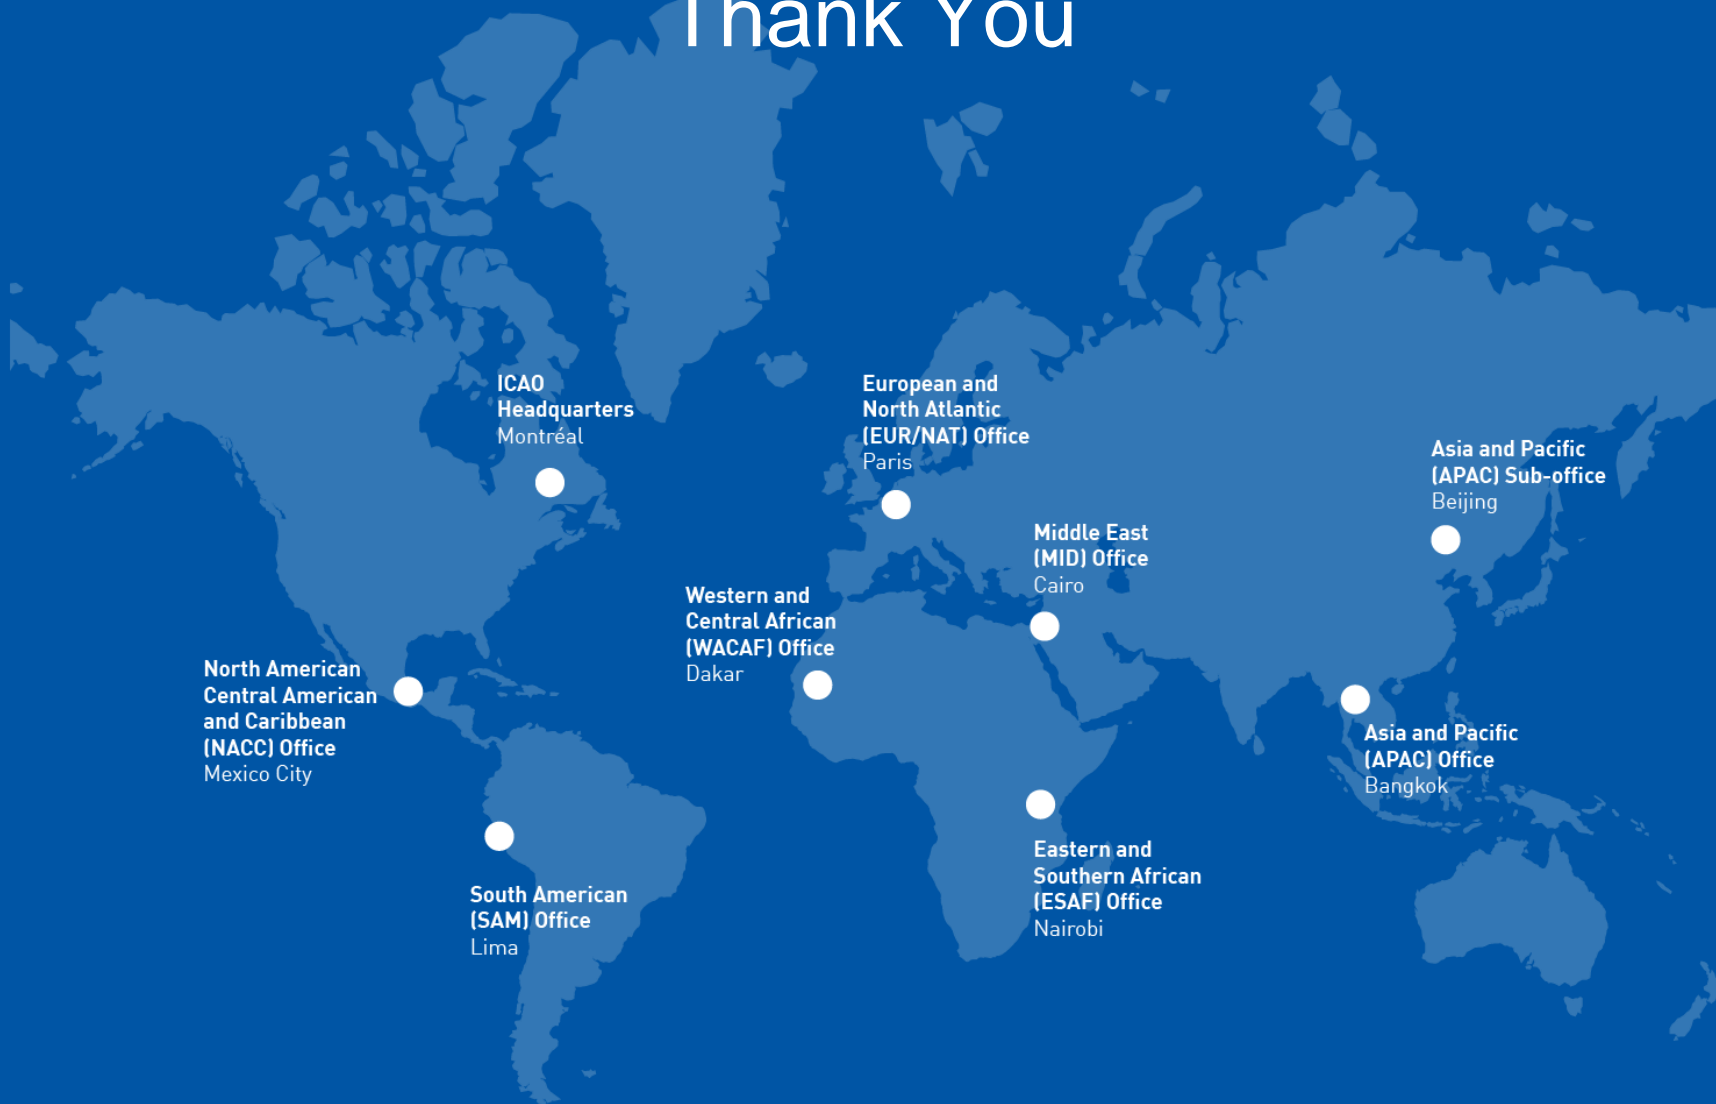 Thank You
ICAO
Headquarters
Montréal
European and
North Atlantic
(EUR/NAT) Office
Paris
Asia and Pacific
(APAC) Sub-office
Beijing
Middle East
(MID) Office
Cairo
Western and
Central African
(WACAF) Office
Dakar
North American
Central American
and Caribbean
(NACC) Office
Mexico City
Asia and Pacific
(APAC) Office
Bangkok
Eastern and
Southern African
(ESAF) Office
Nairobi
South American
(SAM) Office
Lima